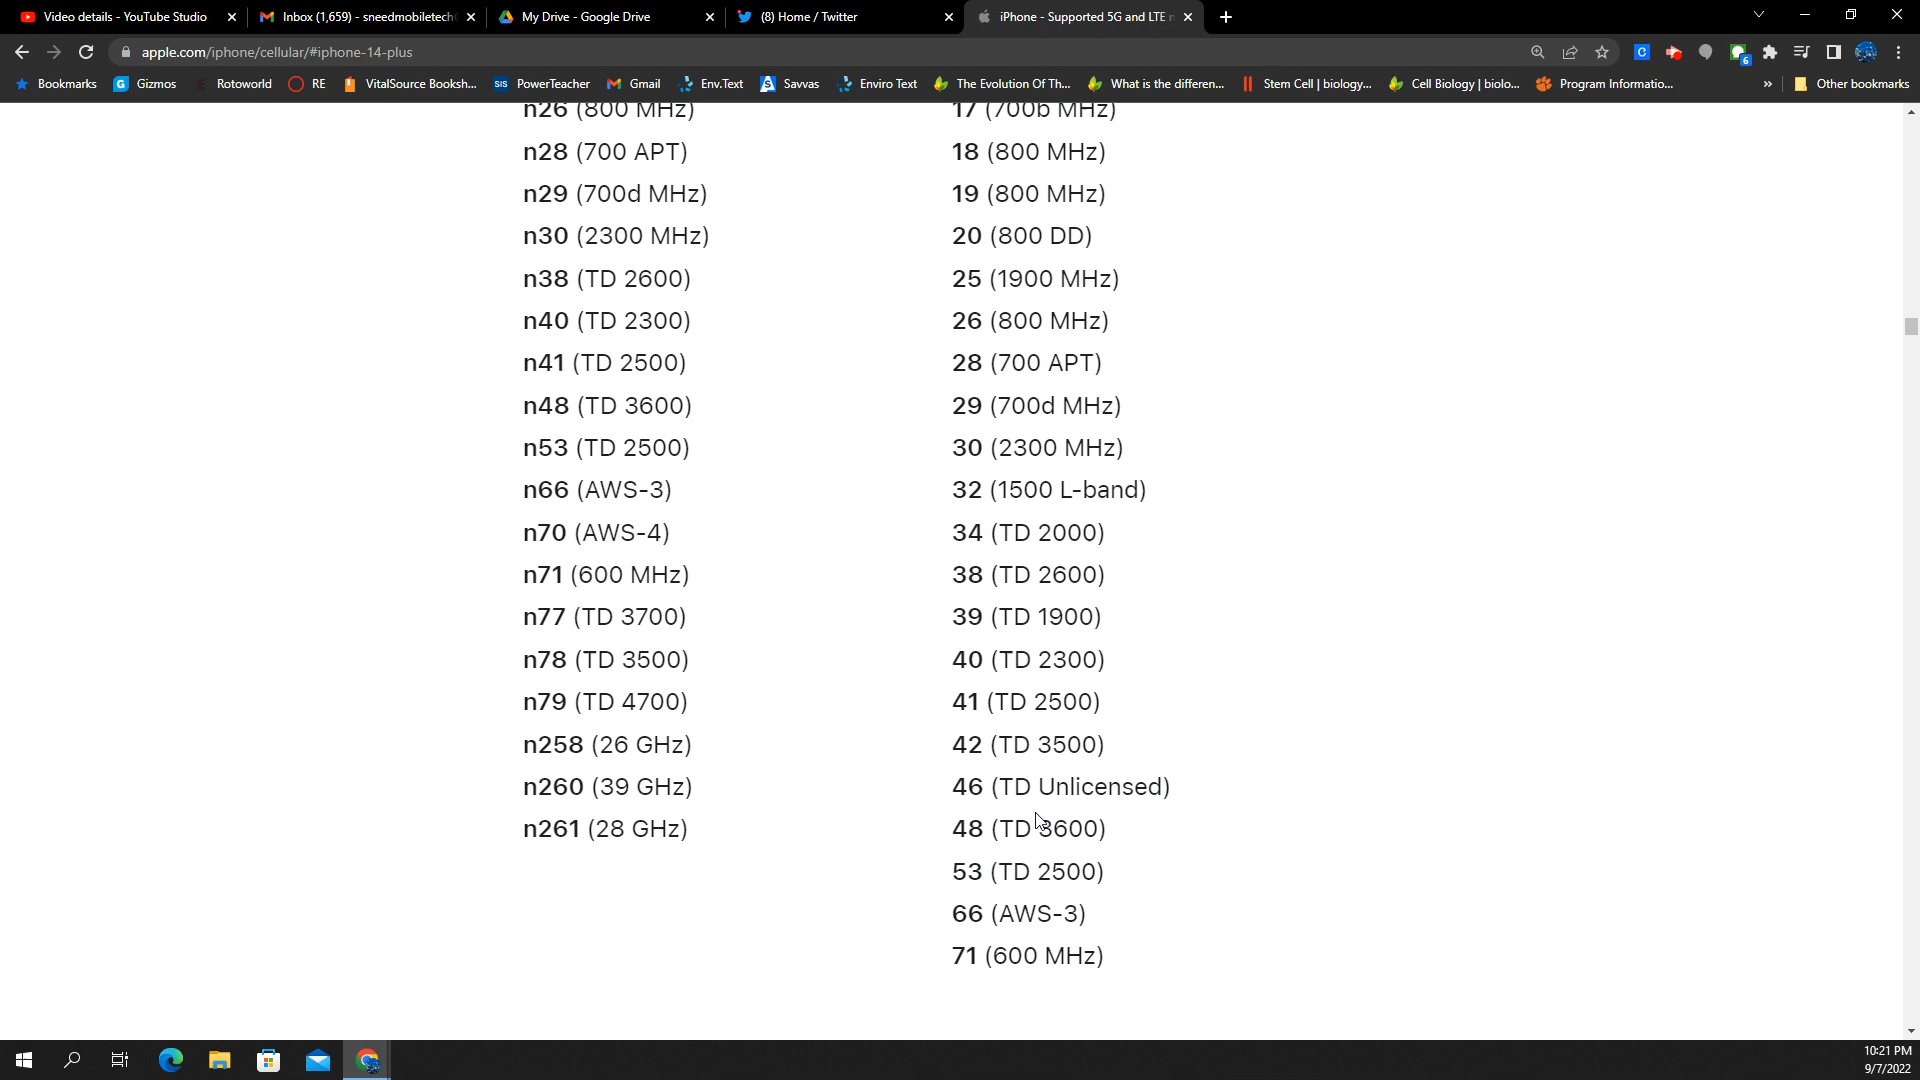 Video details - YouTube Studio
Inbox (1,659) - sneedmobiletech
My Drive - Google Drive
(8) Home / Twitter
iPhone - Supported 5G and LTE
apple.com/iphone/cellular/#iphone-14-plus
6
Bookmarks
Gizmos
Rotoworld
RE
VitalSource Booksh...
SIS PowerTeacher
Gmail
Env.Text
Savvas
Enviro Text
The Evolution Of Th...
What is the differen...
Stem Cell | biology...
Cell Biology | biolo...
Program Informatio...
»
Other bookmarks
n26 (800 MHz)
n28 (700 APT)
n29 (700d MHz)
n30 (2300 MHz)
n38 (TD 2600)
n40 (TD 2300)
n41 (TD 2500)
n48 (TD 3600)
n53 (TD 2500)
n66 (AWS-3)
n70 (AWS-4)
n71 (600 MHz)
n77 (TD 3700)
n78 (TD 3500)
n79 (TD 4700)
n258 (26 GHz)
n260 (39 GHz)
n261 (28 GHz)
17 (700b MHz)
18 (800 MHz)
19 (800 MHz)
20 (800 DD)
25 (1900 MHz)
26 (800 MHz)
28 (700 APT)
29 (700d MHz)
30 (2300 MHz)
32 (1500 L-band)
34 (TD 2000)
38 (TD 2600)
39 (TD 1900)
40 (TD 2300)
41 (TD 2500)
42 (TD 3500)
46 (TD Unlicensed)
48 (TD 3600)
53 (TD 2500)
66 (AWS-3)
71 (600 MHz)
10:21 PM
9/7/2022